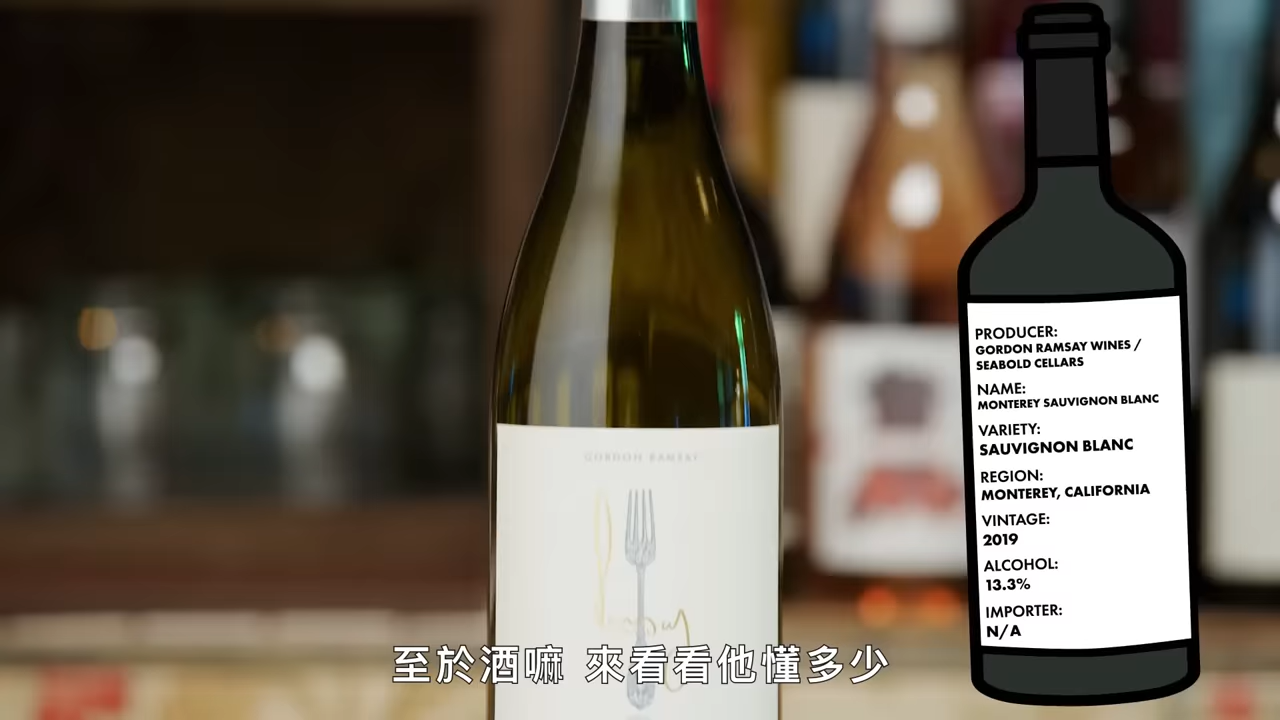 GORDON RAMSAY
Ramsay
PRODUCER:
GORDON RAMSAY WINES /
SEABOLD CELLARS
NAME:
MONTEREY SAUVIGNON BLANC
VARIETY:
SAUVIGNON BLANC
REGION:
MONTEREY, CALIFORNIA
VINTAGE:
2019
ALCOHOL:
13.3%
IMPORTER:
N/A
至於酒嘛 來看看他懂多少